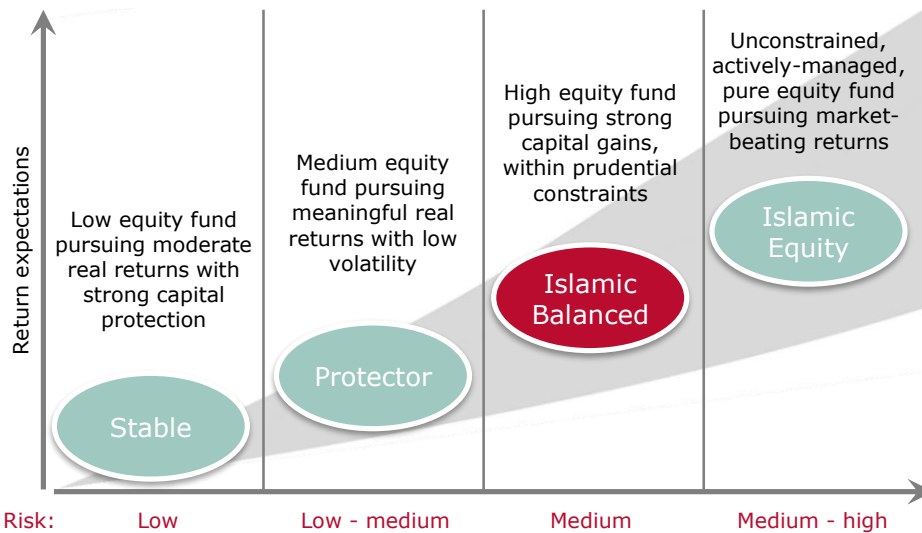 Return expectations
Low equity fund
pursuing moderate
real returns with
strong capital
protection
Stable
Medium equity
fund pursuing
meaningful real
returns with low
volatility
Protector
High equity fund
pursuing strong
capital gains,
within prudential
constraints
Islamic
Balanced
Unconstrained,
actively-managed,
pure equity fund
pursuing market-
beating returns
Islamic
Equity
Risk: Low Low - medium Medium Medium - high